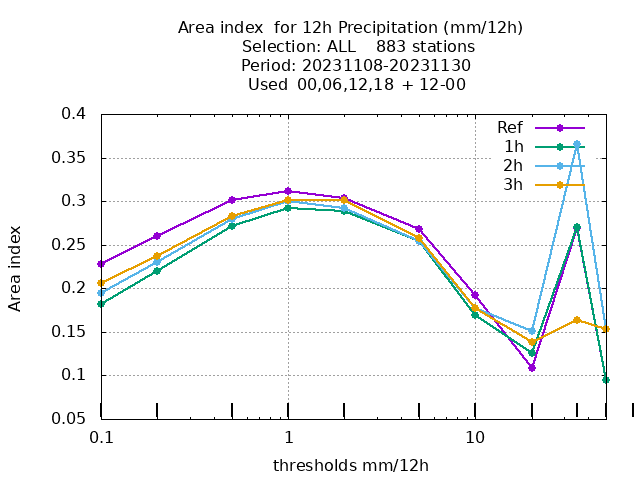 Area index  for 12h Precipitation (mm/12h)
Selection: ALL    883 stations
Period: 20231108-20231130
Used  00,06,12,18  + 12-00
0.4
Ref
1h
0.35
2h
3h
0.3
0.25
Area index
0.2
0.15
0.1
0.05
0.1 1 10
thresholds mm/12h